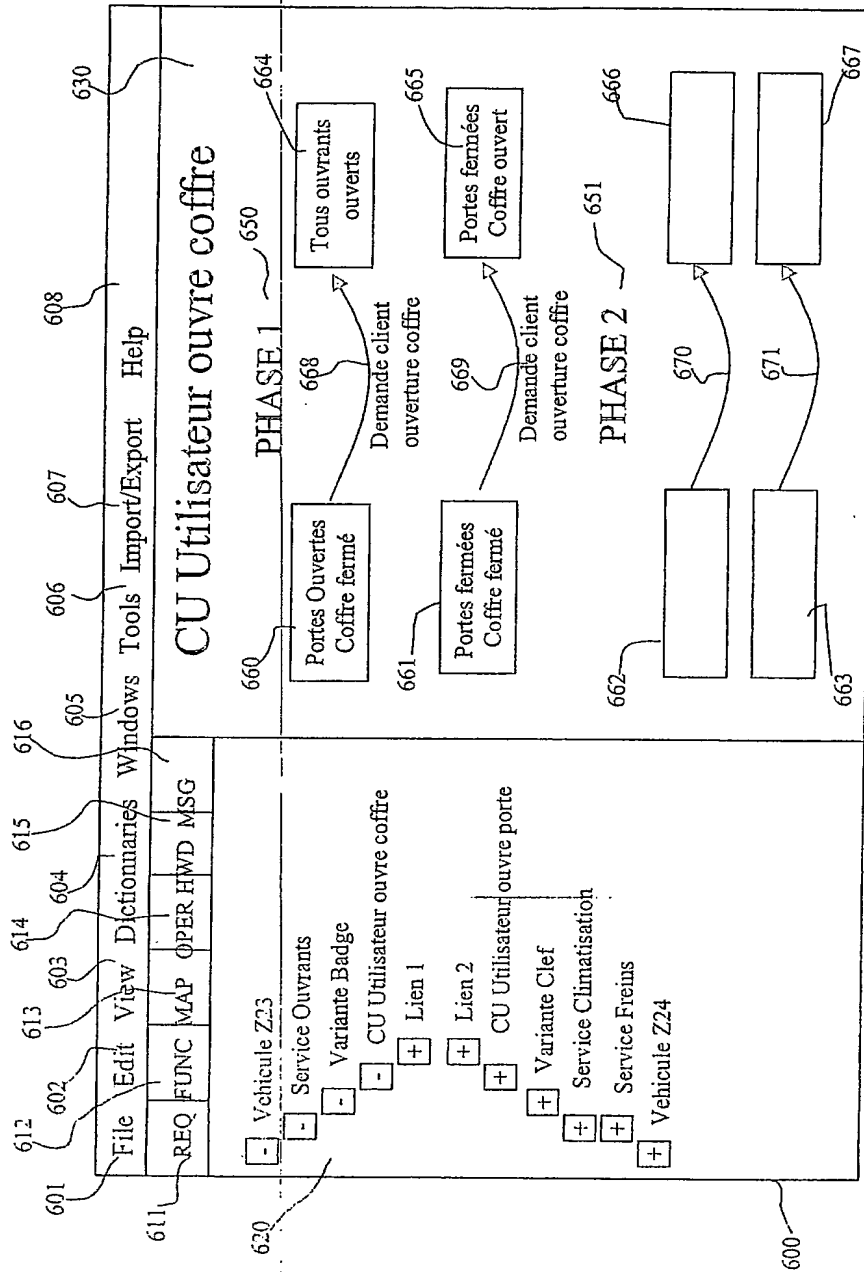 601
602
603
604
605
606
607
608
630
File Edit View Dictionnaries Windows Tools Import/Export Help
612
613
614
615
616
REQ FUNC MAP OPER HWD MSG
611
620
600
- Vehicule Z23
- Service Ouvrants
- Variante Badge
- CU Utilisateur ouvre coffre
+ Lien 1
+ Lien 2
+ CU Utilisateur ouvre porte
+ Variante Clef
+ Service Climatisation
+ Service Freins
+ Vehicule Z24
CU Utilisateur ouvre coffre
PHASE 1
650
660
Portes Ouvertes
Coffre fermé
668
Demande client
ouverture coffre
664
Tous ouvrants
ouverts
661
Portes fermées
Coffre fermé
669
Demande client
ouverture coffre
665
Portes fermées
Coffre ouvert
PHASE 2
651
662
670
666
663
671
667